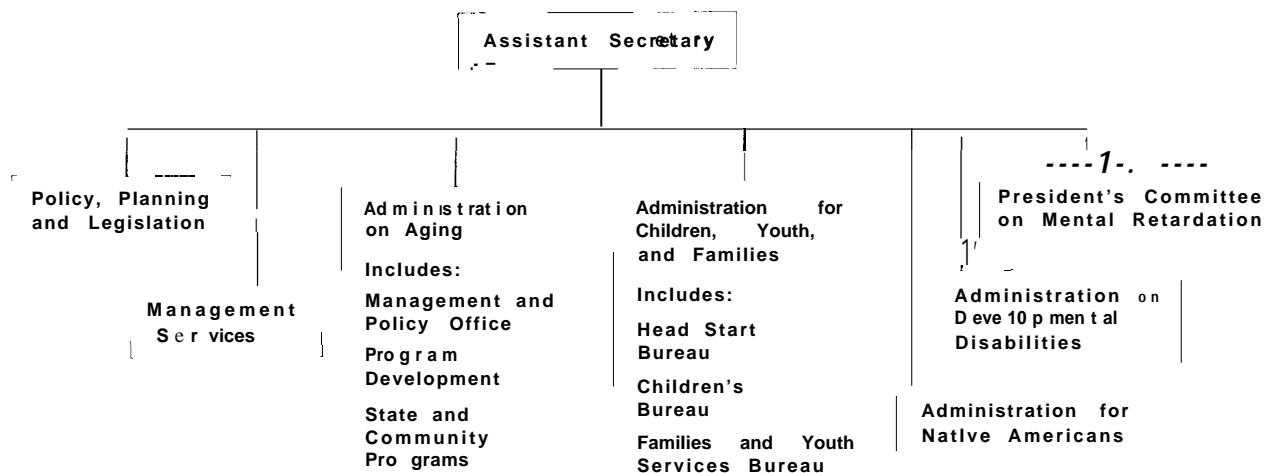 Assistant Secretary
Policy, Planning
and Legislation
Management
Services
Administration
on Aging
Includes:
Management and
Policy Office
Program
Development
State and
Community
Programs
Administration for
Children, Youth,
and Families
Includes:
Head Start
Bureau
Children's
Bureau
Families and Youth
Services Bureau
President's Committee
on Mental Retardation
Administration on
Deve10pmental
Disabilities
Administration for
NatIve Americans